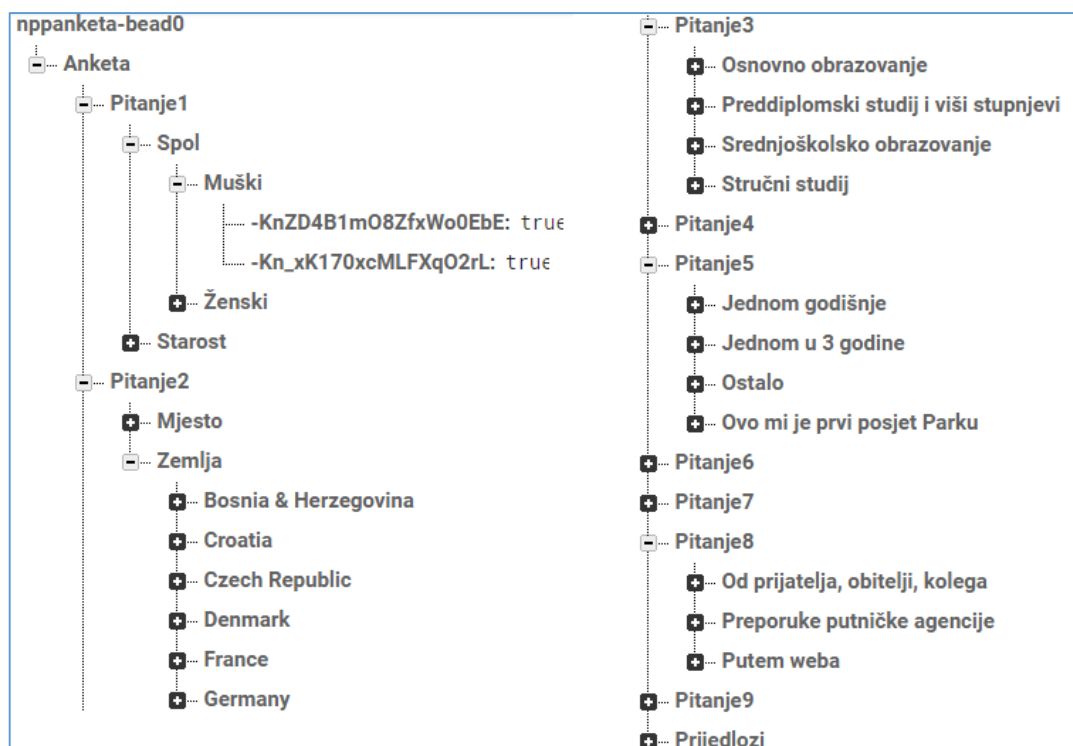 nppanketa-bead0
Anketa
Pitanje1
Spol
Muški
-KnZD4B1mO8ZfxWo0EbE: true
-Kn_xK170xcMLFXqO2rL: true
Ženski
Starost
Pitanje2
Mjesto
Zemlja
Bosnia & Herzegovina
Croatia
Czech Republic
Denmark
France
Germany
Pitanje3
Osnovno obrazovanje
Preddiplomski studij i viši stupnjevi
Srednjoškolsko obrazovanje
Stručni studij
Pitanje4
Pitanje5
Jednom godišnje
Jednom u 3 godine
Ostalo
Ovo mi je prvi posjet Parku
Pitanje6
Pitanje7
Pitanje8
Od prijatelja, obitelji, kolega
Preporuke putničke agencije
Putem weba
Pitanje9
Prijedlozi